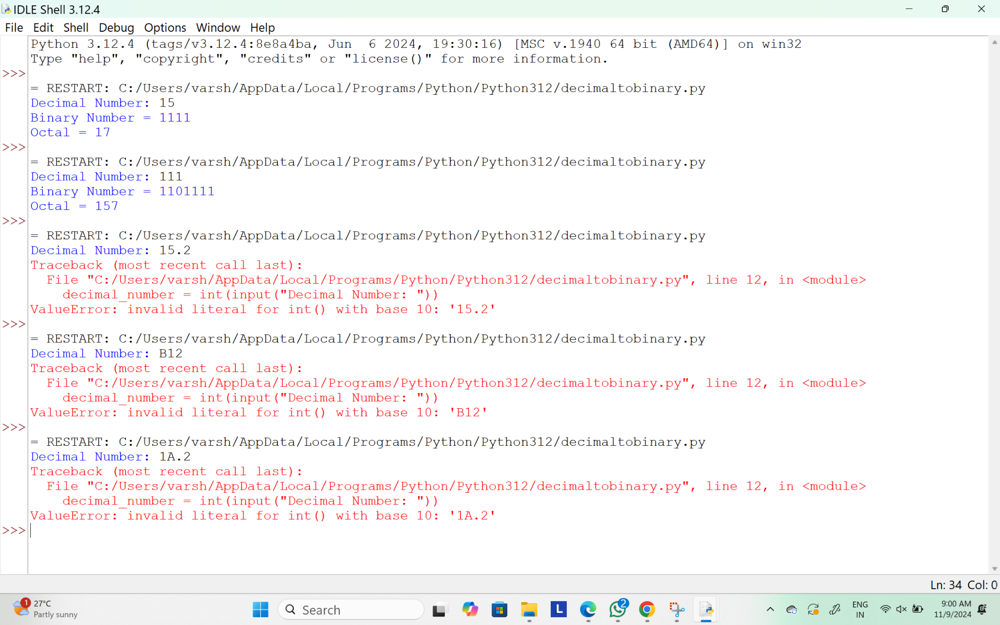 IDLE Shell 3.12.4
File Edit Shell Debug Options Window Help
Python 3.12.4 (tags/v3.12.4:8e8a4ba, Jun  6 2024, 19:30:16) [MSC v.1940 64 bit (AMD64)] on win32
Type "help", "copyright", "credits" or "license()" for more information.
>>>
= RESTART: C:/Users/varsh/AppData/Local/Programs/Python/Python312/decimaltobinary.py
Decimal Number: 15
Binary Number = 1111
Octal = 17
>>>
= RESTART: C:/Users/varsh/AppData/Local/Programs/Python/Python312/decimaltobinary.py
Decimal Number: 111
Binary Number = 1101111
Octal = 157
>>>
= RESTART: C:/Users/varsh/AppData/Local/Programs/Python/Python312/decimaltobinary.py
Decimal Number: 15.2
Traceback (most recent call last):
  File "C:/Users/varsh/AppData/Local/Programs/Python/Python312/decimaltobinary.py", line 12, in <module>
    decimal_number = int(input("Decimal Number: "))
ValueError: invalid literal for int() with base 10: '15.2'
>>>
= RESTART: C:/Users/varsh/AppData/Local/Programs/Python/Python312/decimaltobinary.py
Decimal Number: B12
Traceback (most recent call last):
  File "C:/Users/varsh/AppData/Local/Programs/Python/Python312/decimaltobinary.py", line 12, in <module>
    decimal_number = int(input("Decimal Number: "))
ValueError: invalid literal for int() with base 10: 'B12'
>>>
= RESTART: C:/Users/varsh/AppData/Local/Programs/Python/Python312/decimaltobinary.py
Decimal Number: 1A.2
Traceback (most recent call last):
  File "C:/Users/varsh/AppData/Local/Programs/Python/Python312/decimaltobinary.py", line 12, in <module>
    decimal_number = int(input("Decimal Number: "))
ValueError: invalid literal for int() with base 10: '1A.2'
>>>
Ln: 34 Col: 0
1
27°C
Partly sunny
Search
L
2
ENG
IN
9:00 AM
11/9/2024